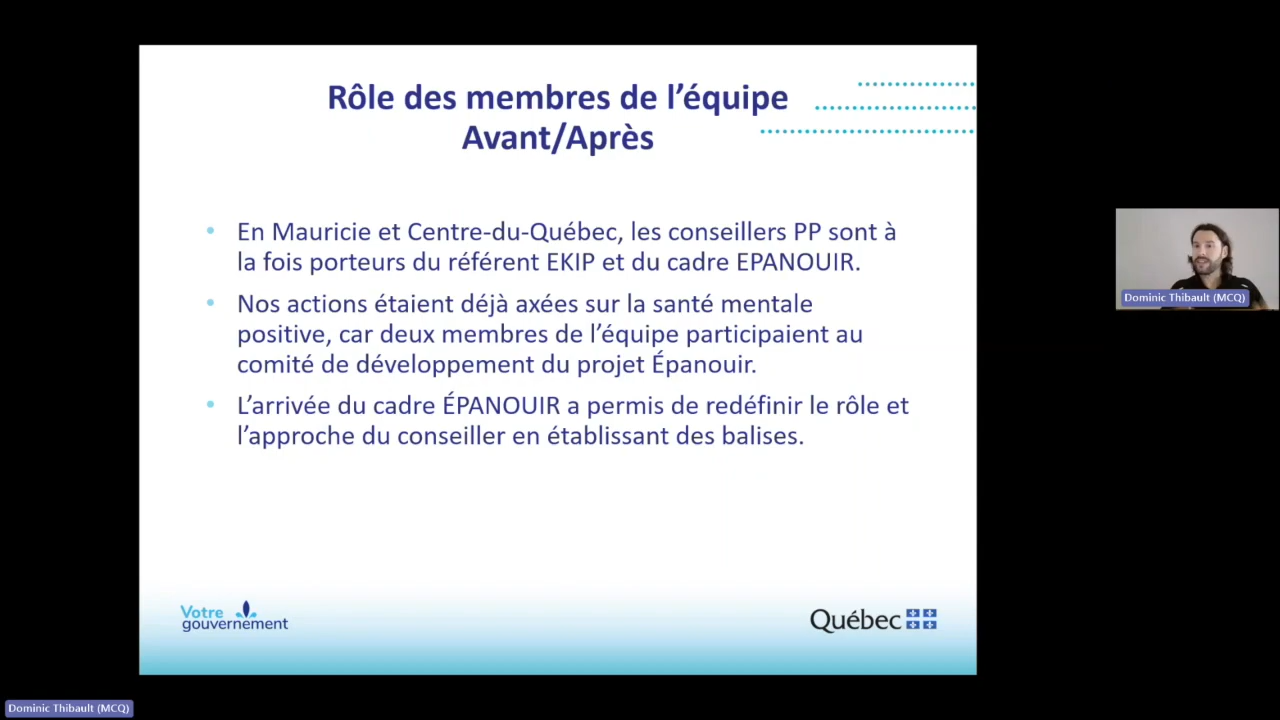 Rôle des membres de l’équipe
Avant/Après
• En Mauricie et Centre-du-Québec, les conseillers PP sont à
la fois porteurs du référent EKIP et du cadre EPANOUIR.
• Nos actions étaient déjà axées sur la santé mentale
positive, car deux membres de l’équipe participaient au
comité de développement du projet Épanouir.
• L’arrivée du cadre ÉPANOUIR a permis de redéfinir le rôle et
l’approche du conseiller en établissant des balises.
Votre
gouvernement
Québec
Dominic Thibault (MCQ)
Dominic Thibault (MCQ)